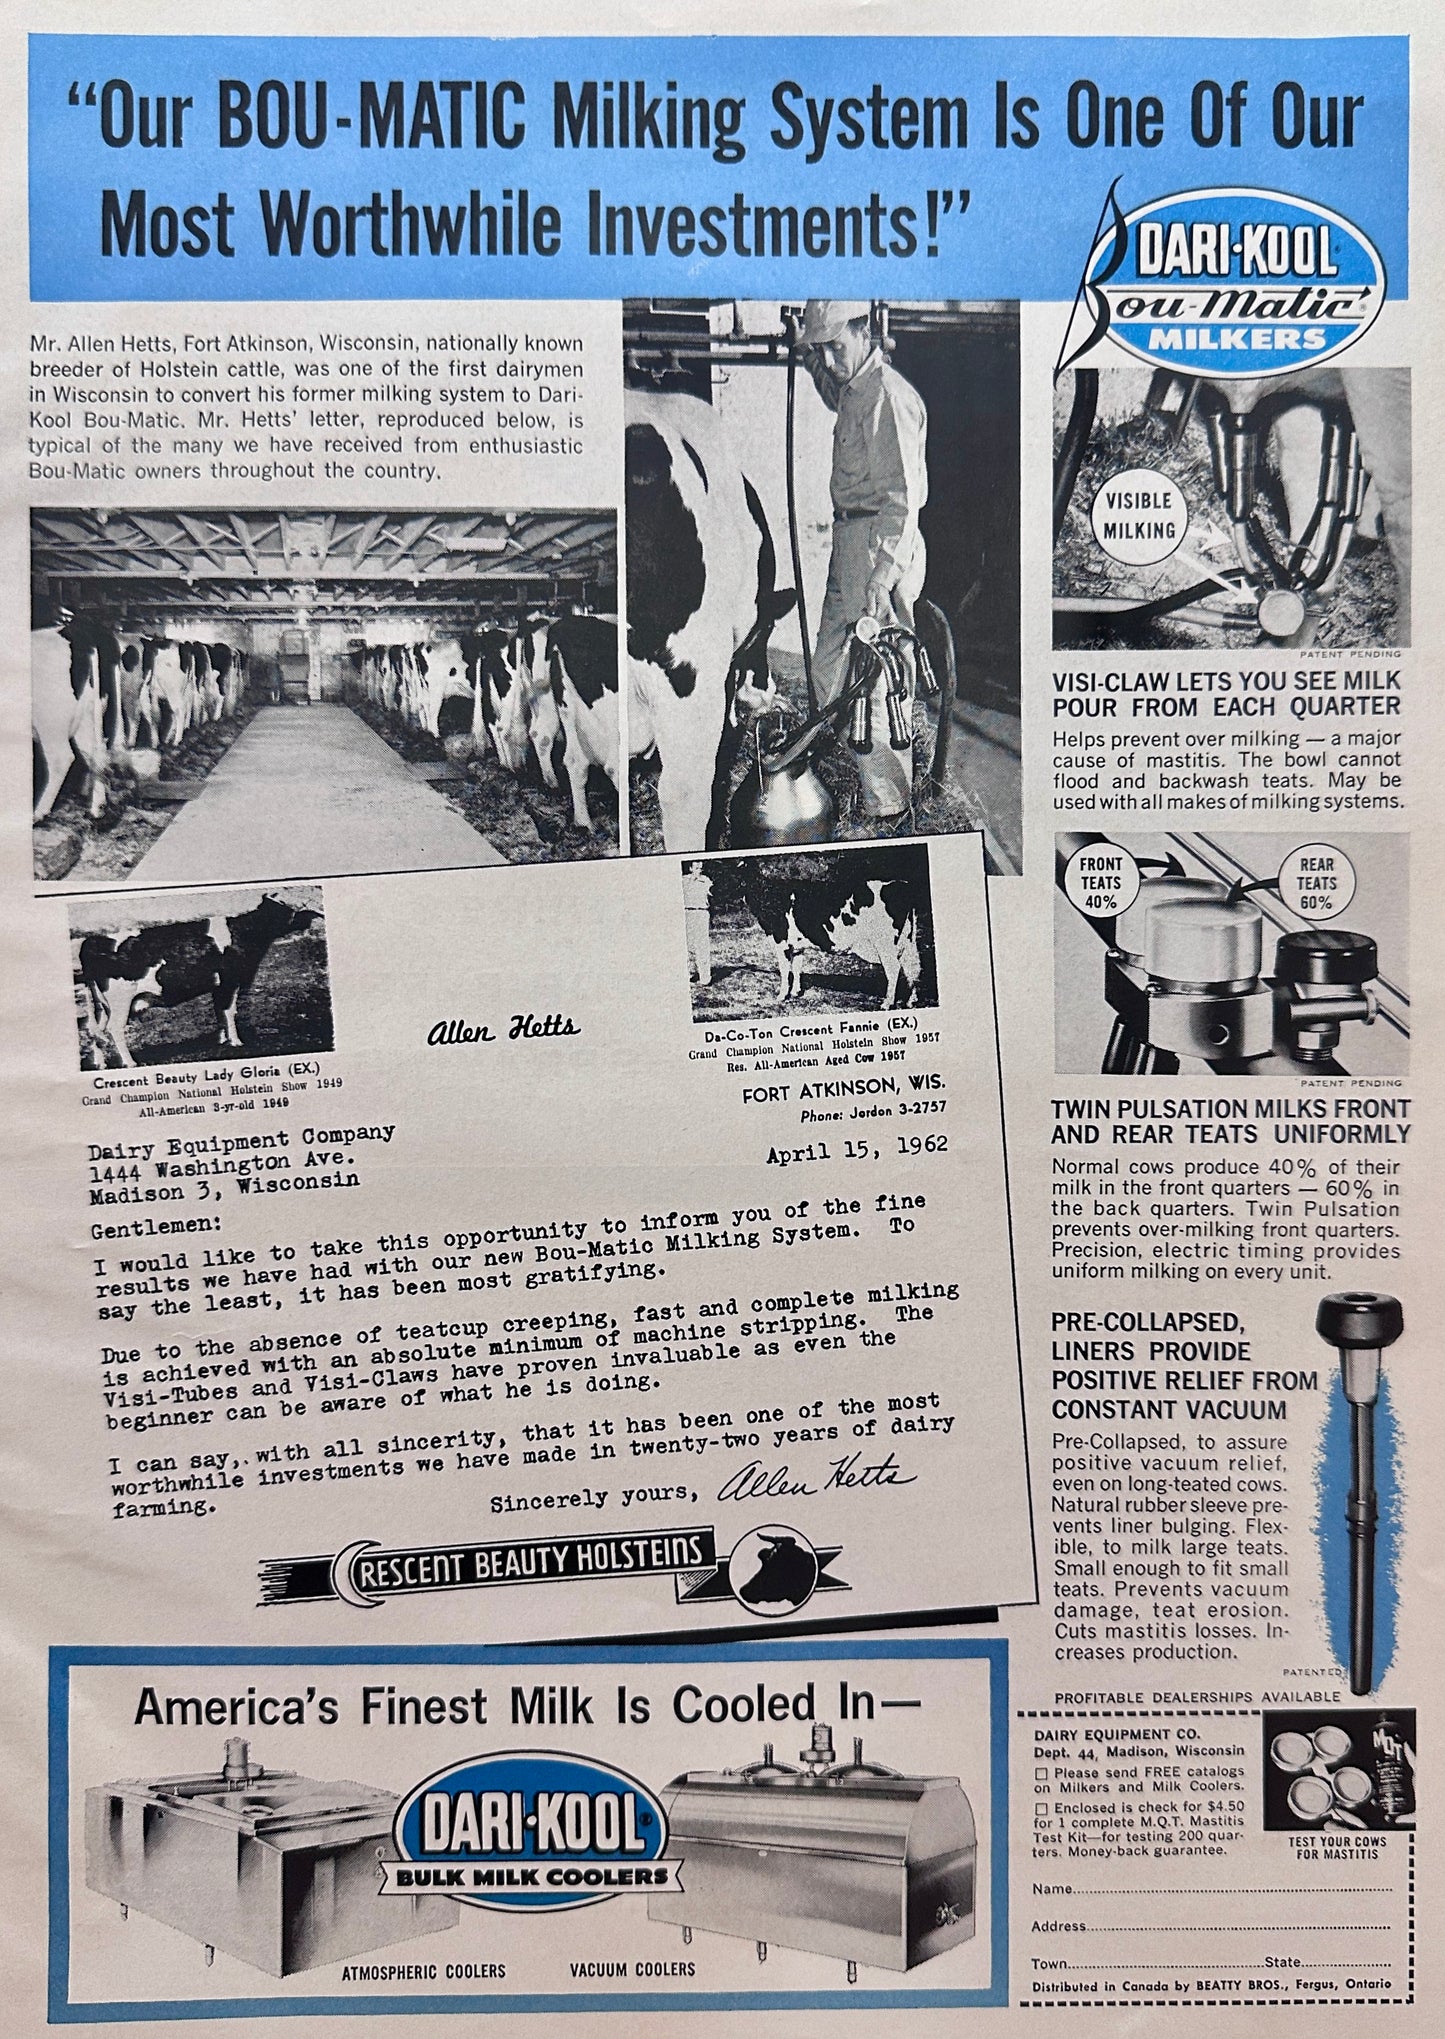 “Our BOU-MATIC Milking System Is One Of Our
Most Worthwhile Investments!”
DARI·KOOL
Bou-Matic
MILKERS
Mr. Allen Hetts, Fort Atkinson, Wisconsin, nationally known
breeder of Holstein cattle, was one of the first dairymen
in Wisconsin to convert his former milking system to Dari-
Kool Bou-Matic. Mr. Hetts’ letter, reproduced below, is
typical of the many we have received from enthusiastic
Bou-Matic owners throughout the country.
Crescent Beauty Lady Gloria (EX.)
Grand Champion National Holstein Show 1949
All-American 3-yr-old 1949
Allen Hetts
Da-Co-Ton Crescent Fannie (EX.)
Grand Champion National Holstein Show 1957
Res. All-American Aged Cow 1957
FORT ATKINSON, WIS.
Phone: Jordon 3-2757
Dairy Equipment Company
1444 Washington Ave.
Madison 3, Wisconsin
April 15, 1962
Gentlemen:
I would like to take this opportunity to inform you of the fine
results we have had with our new Bou-Matic Milking System. To
say the least, it has been most gratifying.
Due to the absence of teatcup creeping, fast and complete milking
is achieved with an absolute minimum of machine stripping. The
Visi-Tubes and Visi-Claws have proven invaluable as even the
beginner can be aware of what he is doing.
I can say,. with all sincerity, that it has been one of the most
worthwhile investments we have made in twenty-two years of dairy
farming.
Sincerely yours, Allen Hetts
CRESCENT BEAUTY HOLSTEINS
America’s Finest Milk Is Cooled In—
DARI·KOOL
BULK MILK COOLERS
ATMOSPHERIC COOLERS
VACUUM COOLERS
VISIBLE
MILKING
PATENT PENDING
VISI-CLAW LETS YOU SEE MILK
POUR FROM EACH QUARTER
Helps prevent over milking — a major
cause of mastitis. The bowl cannot
flood and backwash teats. May be
used with all makes of milking systems.
FRONT
TEATS
40%
REAR
TEATS
60%
PATENT PENDING
TWIN PULSATION MILKS FRONT
AND REAR TEATS UNIFORMLY
Normal cows produce 40% of their
milk in the front quarters — 60% in
the back quarters. Twin Pulsation
prevents over-milking front quarters.
Precision, electric timing provides
uniform milking on every unit.
PRE-COLLAPSED,
LINERS PROVIDE
POSITIVE RELIEF FROM
CONSTANT VACUUM
Pre-Collapsed, to assure
positive vacuum relief,
even on long-teated cows.
Natural rubber sleeve pre-
vents liner bulging. Flex-
ible, to milk large teats.
Small enough to fit small
teats. Prevents vacuum
damage, teat erosion.
Cuts mastitis losses. In-
creases production.
PATENTED
PROFITABLE DEALERSHIPS AVAILABLE
DAIRY EQUIPMENT CO.
Dept. 44, Madison, Wisconsin
□ Please send FREE catalogs
on Milkers and Milk Coolers.
□ Enclosed is check for $4.50
for 1 complete M.Q.T. Mastitis
Test Kit—for testing 200 quar-
ters. Money-back guarantee.
MQT
TEST YOUR COWS
FOR MASTITIS
Name
Address
Town State
Distributed in Canada by BEATTY BROS., Fergus, Ontario